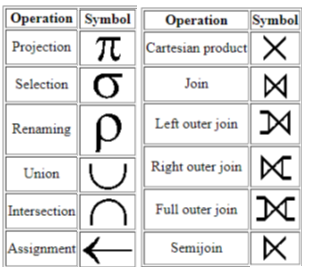 Operation Symbol
Projection π
Selection σ
Renaming ρ
Union ∪
Intersection ∩
Assignment ←
Operation Symbol
Cartesian product ×
Join ⋈
Left outer join ⟕
Right outer join ⟖
Full outer join ⟗
Semijoin ⋉